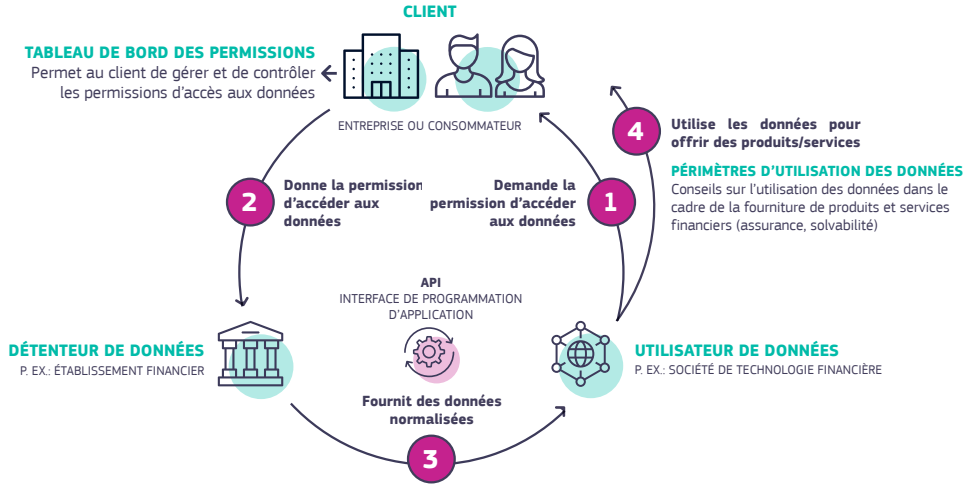 CLIENT
TABLEAU DE BORD DES PERMISSIONS
Permet au client de gérer et de contrôler
les permissions d'accès aux données
ENTREPRISE OU CONSOMMATEUR
4
Utilise les données pour
offrir des produits/services
PÉRIMÈTRES D'UTILISATION DES DONNÉES
Conseils sur l'utilisation des données dans le
cadre de la fourniture de produits et services
financiers (assurance, solvabilité)
2
Donne la permission
d'accéder aux
données
Demande la
permission d'accéder
aux données
1
API
INTERFACE DE PROGRAMMATION
D'APPLICATION
DÉTENTEUR DE DONNÉES
P. EX.: ÉTABLISSEMENT FINANCIER
UTILISATEUR DE DONNÉES
P. EX.: SOCIÉTÉ DE TECHNOLOGIE FINANCIÈRE
Fournit des données
normalisées
3